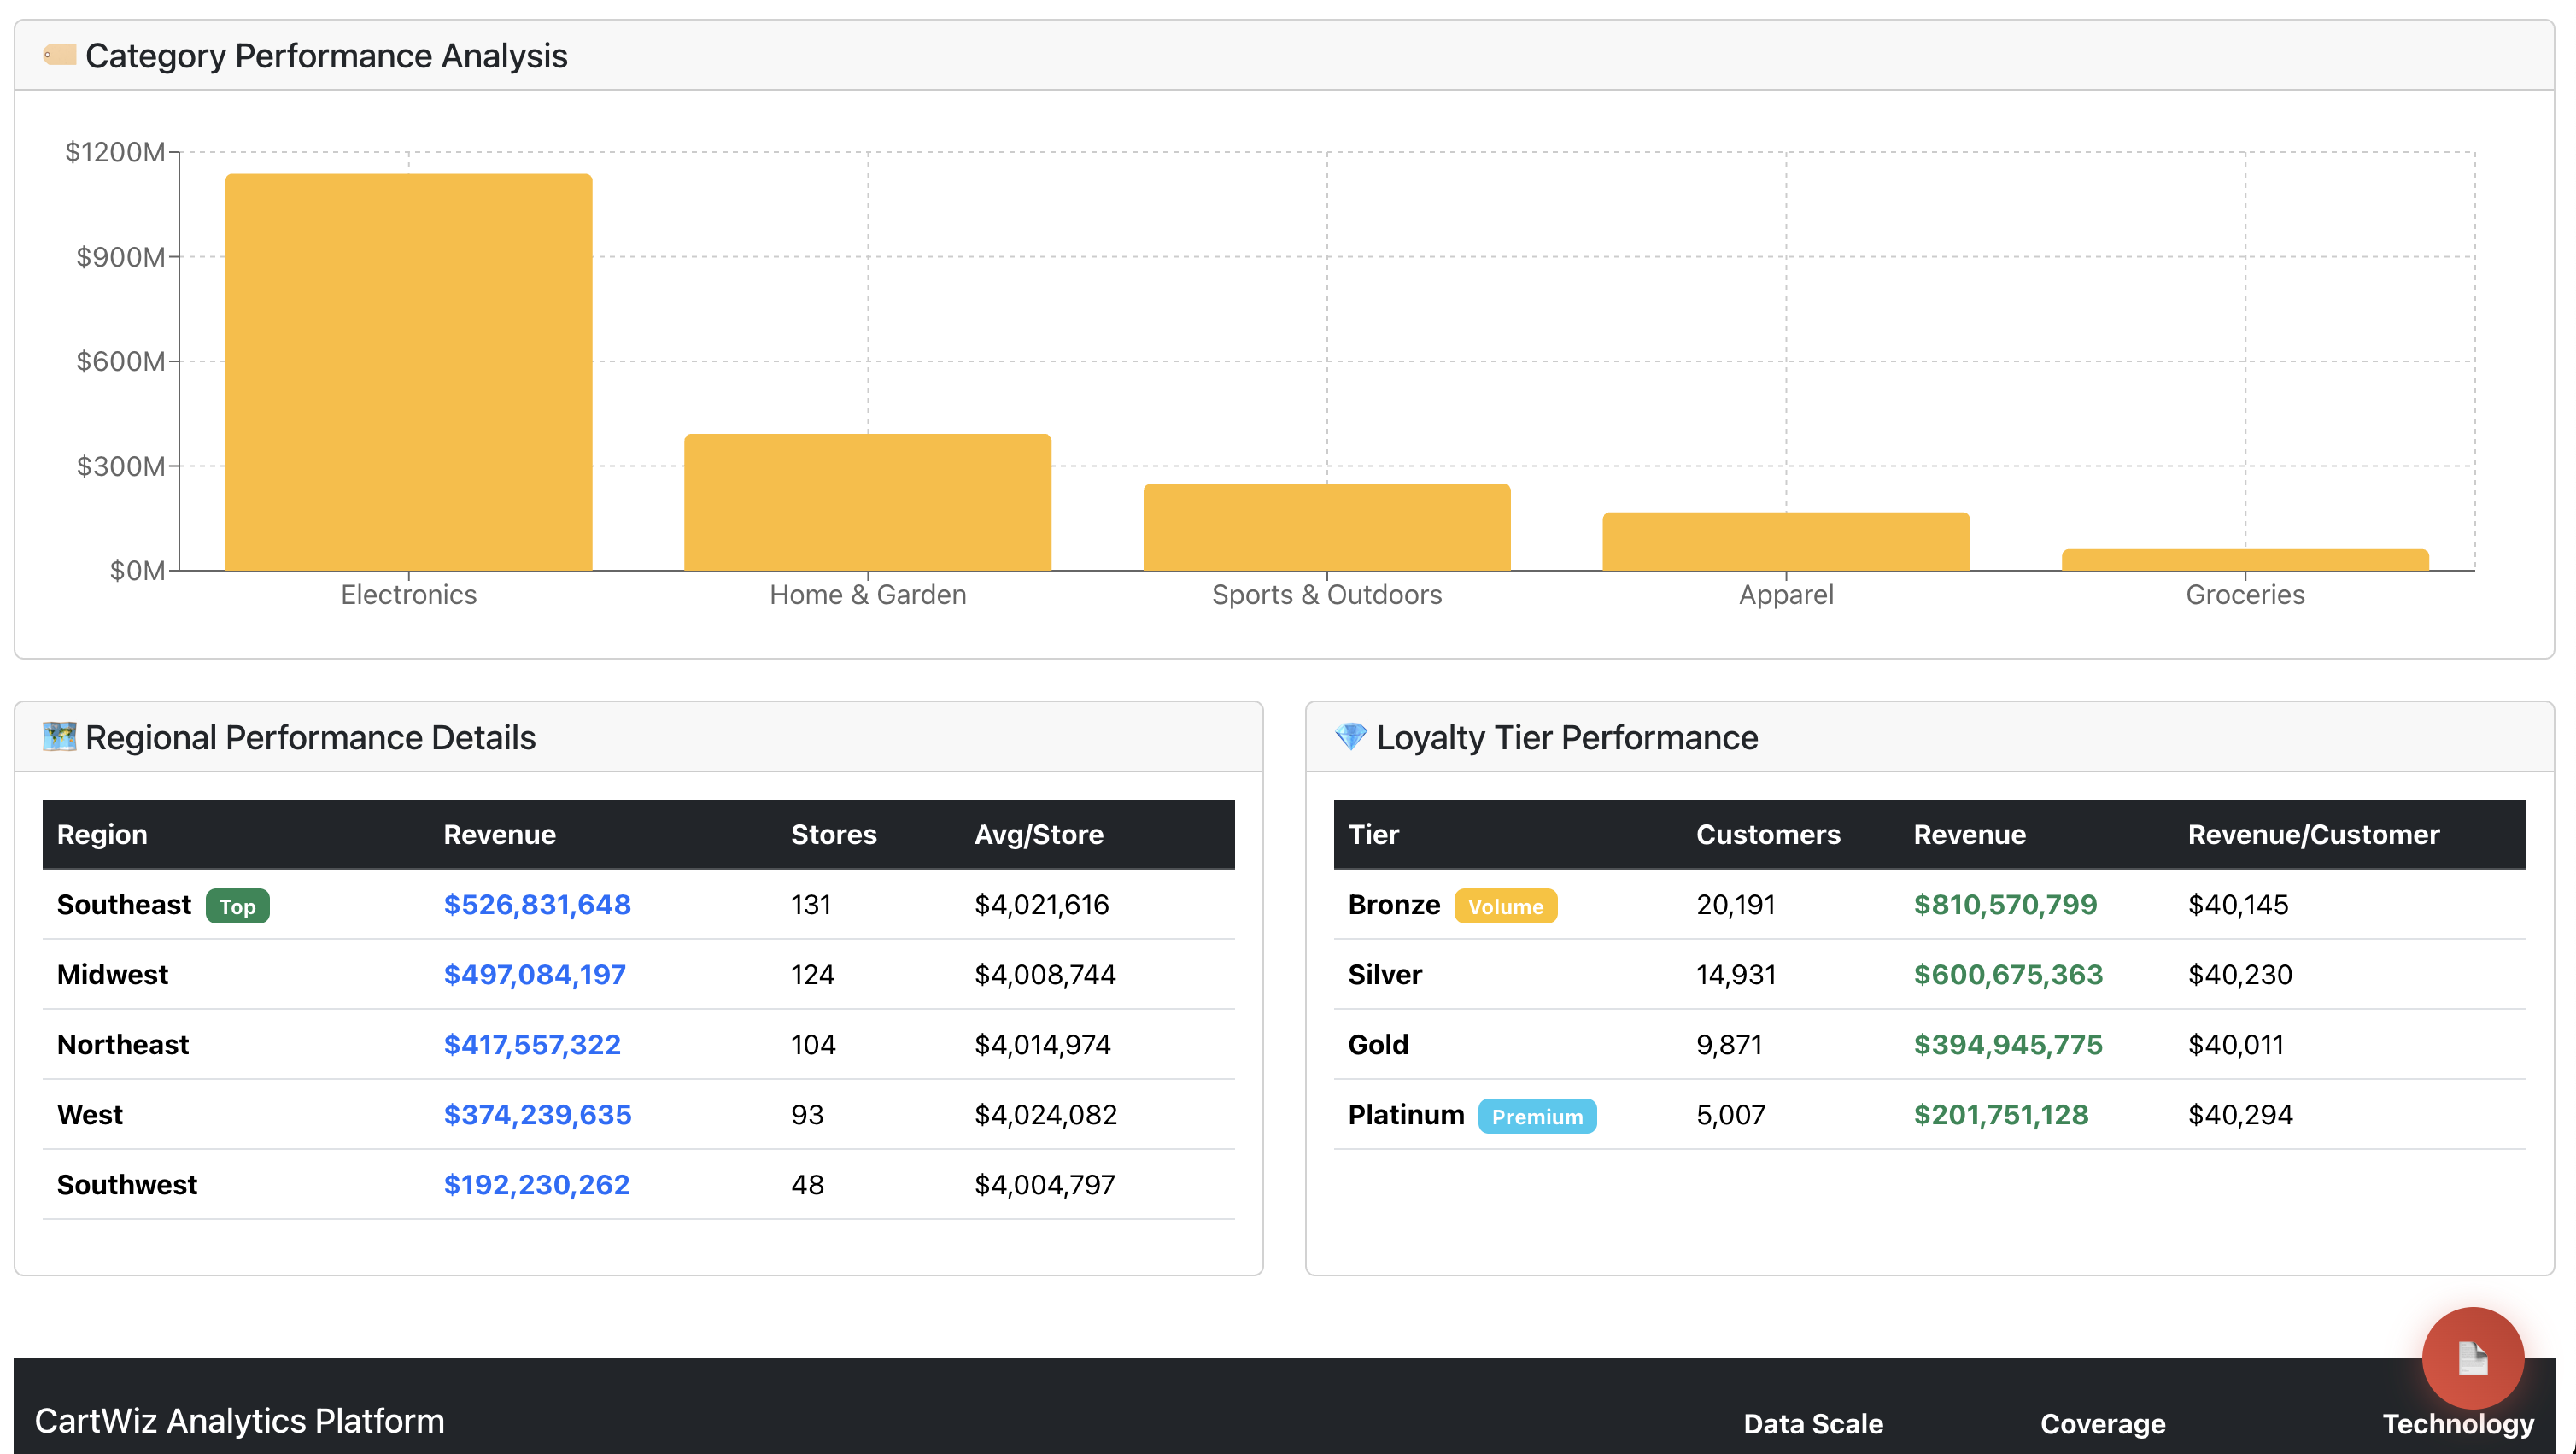 Category Performance Analysis
$1200M
$900M
$600M
$300M
$0M
Electronics Home & Garden Sports & Outdoors Apparel Groceries
Regional Performance Details
Region Revenue Stores Avg/Store
Southeast Top $526,831,648 131 $4,021,616
Midwest $497,084,197 124 $4,008,744
Northeast $417,557,322 104 $4,014,974
West $374,239,635 93 $4,024,082
Southwest $192,230,262 48 $4,004,797
Loyalty Tier Performance
Tier Customers Revenue Revenue/Customer
Bronze Volume 20,191 $810,570,799 $40,145
Silver 14,931 $600,675,363 $40,230
Gold 9,871 $394,945,775 $40,011
Platinum Premium 5,007 $201,751,128 $40,294
CartWiz Analytics Platform Data Scale Coverage Technology